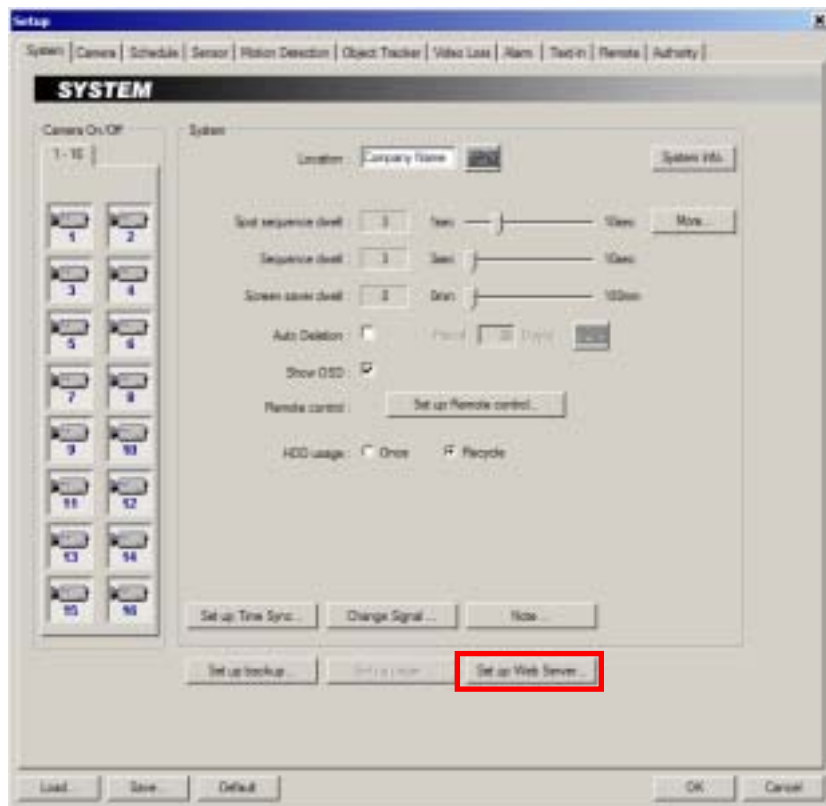 Setup
System Camera Schedule Sensor Motion Detection Object Tracker Video Loss Alarm Text-in Remote Authority
SYSTEM
Camera On/Off
1 - 16
System
Location : Company Name
System Info.
Spot sequence dwell : 3 1sec 10sec More...
Sequence dwell : 3 3sec 10sec
Screen saver dwell : 0 0min 100min
Auto Deletion : Period 30 Days
Show OSD :
Remote control : Set up Remote control...
HDD usage : Once Recycle
1 2
3 4
5 6
7 8
9 10
11 12
13 14
15 16
Set up Time Sync... Change Signal ... Note ...
Set up backup... Set up Web Server...
Load... Save... Default OK Cancel